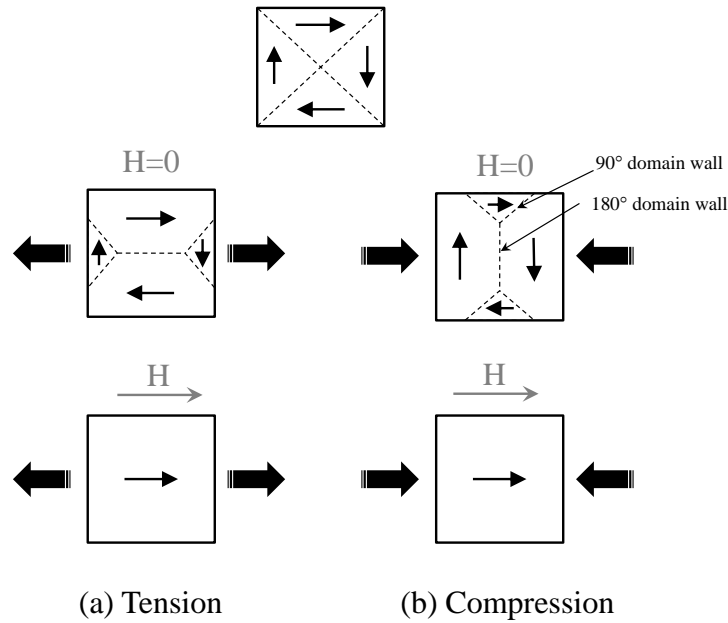 H=0
H=0
90° domain wall
180° domain wall
H
H
(a) Tension
(b) Compression